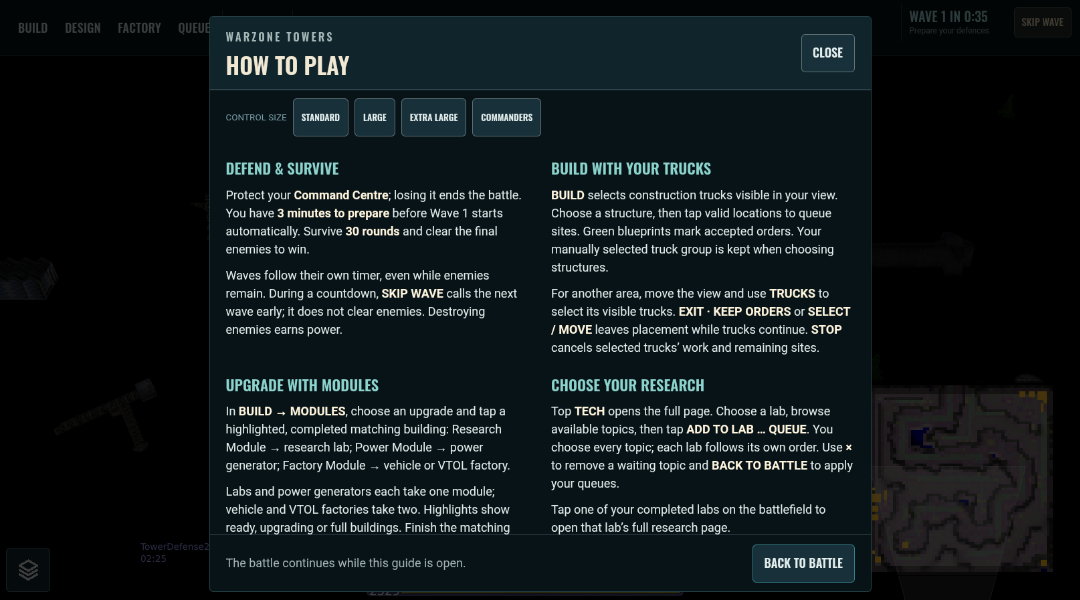 BUILD DESIGN FACTORY QUEUE
WAVE 1 IN 0:35
Prepare your defences
SKIP WAVE
WARZONE TOWERS
HOW TO PLAY
CLOSE
CONTROL SIZE STANDARD LARGE EXTRA LARGE COMMANDERS
DEFEND & SURVIVE
Protect your Command Centre; losing it ends the battle.
You have 3 minutes to prepare before Wave 1 starts
automatically. Survive 30 rounds and clear the final
enemies to win.
Waves follow their own timer, even while enemies
remain. During a countdown, SKIP WAVE calls the next
wave early; it does not clear enemies. Destroying
enemies earns power.
BUILD WITH YOUR TRUCKS
BUILD selects construction trucks visible in your view.
Choose a structure, then tap valid locations to queue
sites. Green blueprints mark accepted orders. Your
manually selected truck group is kept when choosing
structures.
For another area, move the view and use TRUCKS to
select its visible trucks. EXIT · KEEP ORDERS or SELECT
/ MOVE leaves placement while trucks continue. STOP
cancels selected trucks’ work and remaining sites.
UPGRADE WITH MODULES
In BUILD → MODULES, choose an upgrade and tap a
highlighted, completed matching building: Research
Module → research lab; Power Module → power
generator; Factory Module → vehicle or VTOL factory.
Labs and power generators each take one module;
vehicle and VTOL factories take two. Highlights show
ready, upgrading or full buildings. Finish the matching
CHOOSE YOUR RESEARCH
Top TECH opens the full page. Choose a lab, browse
available topics, then tap ADD TO LAB … QUEUE. You
choose every topic; each lab follows its own order. Use ×
to remove a waiting topic and BACK TO BATTLE to apply
your queues.
Tap one of your completed labs on the battlefield to
open that lab’s full research page.
TowerDefense2
02:25
The battle continues while this guide is open.
BACK TO BATTLE